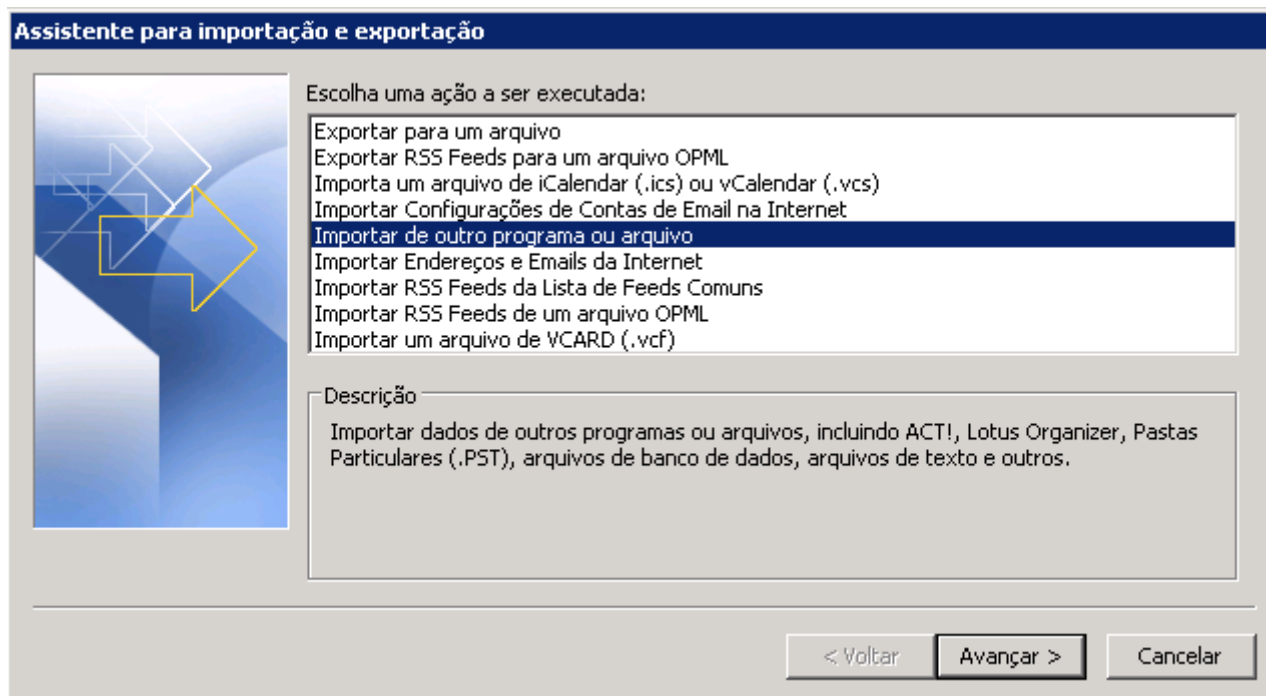 Assistente para importação e exportação
Escolha uma ação a ser executada:
Exportar para um arquivo
Exportar RSS Feeds para um arquivo OPML
Importa um arquivo de iCalendar (.ics) ou vCalendar (.vcs)
Importar Configurações de Contas de Email na Internet
Importar de outro programa ou arquivo
Importar Endereços e Emails da Internet
Importar RSS Feeds da Lista de Feeds Comuns
Importar RSS Feeds de um arquivo OPML
Importar um arquivo de VCARD (.vcf)
Descrição
Importar dados de outros programas ou arquivos, incluindo ACT!, Lotus Organizer, Pastas
Particulares (.PST), arquivos de banco de dados, arquivos de texto e outros.
< Voltar Avançar > Cancelar